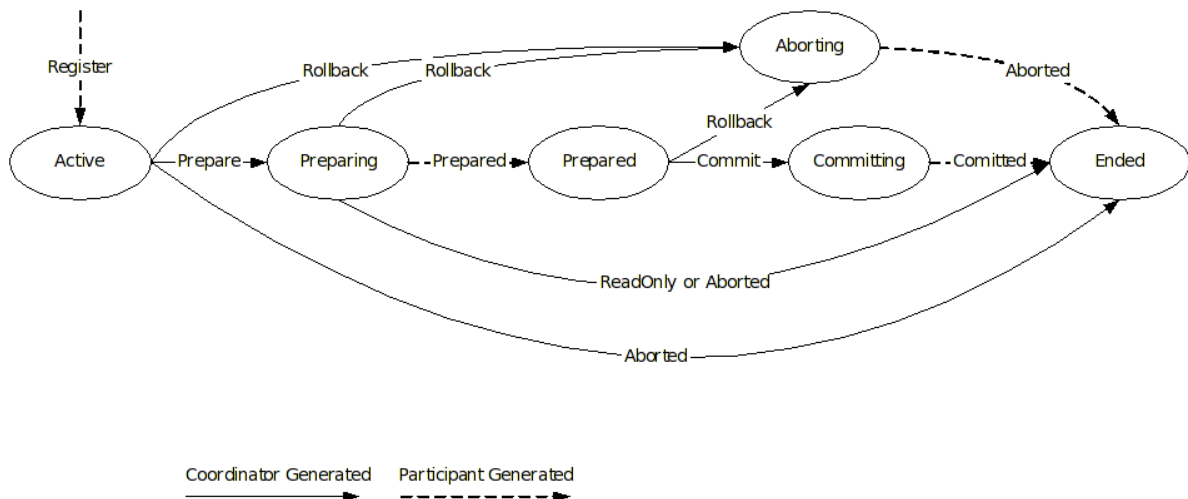 Aborting
Register
Rollback
Rollback
Aborted
Rollback
Active
Prepare
Preparing
Prepared
Prepared
Commit
Committing
Comitted
Ended
ReadOnly or Aborted
Aborted
Coordinator Generated
Participant Generated